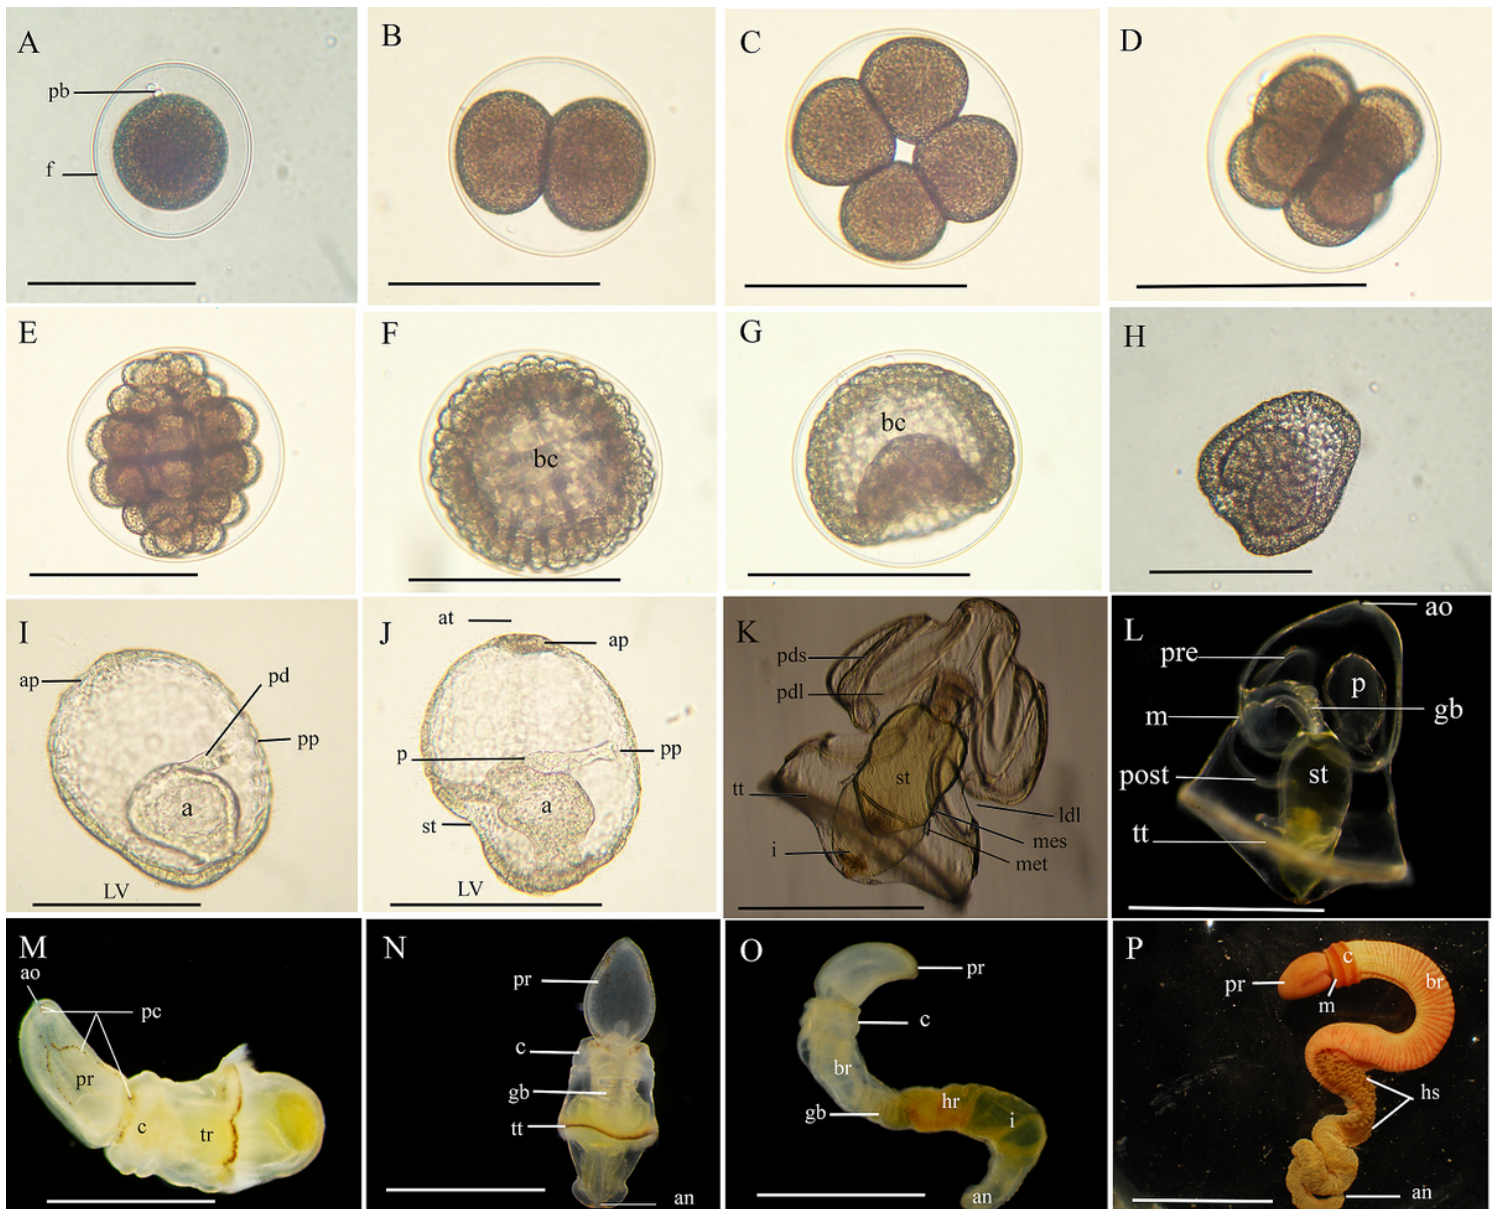 A
pb
f
B
C
D
E
F
bc
G
bc
H
I
ap
pd
pp
a
LV
J
at
ap
p
pp
a
st
LV
K
pds
pdl
st
tt
ldl
mes
i
met
L
ao
pre
p
m
gb
post
st
tt
M
ao
pc
pr
c
tr
N
pr
c
gb
tt
an
O
pr
c
br
hr
gb
i
an
P
c
pr
br
m
hs
an